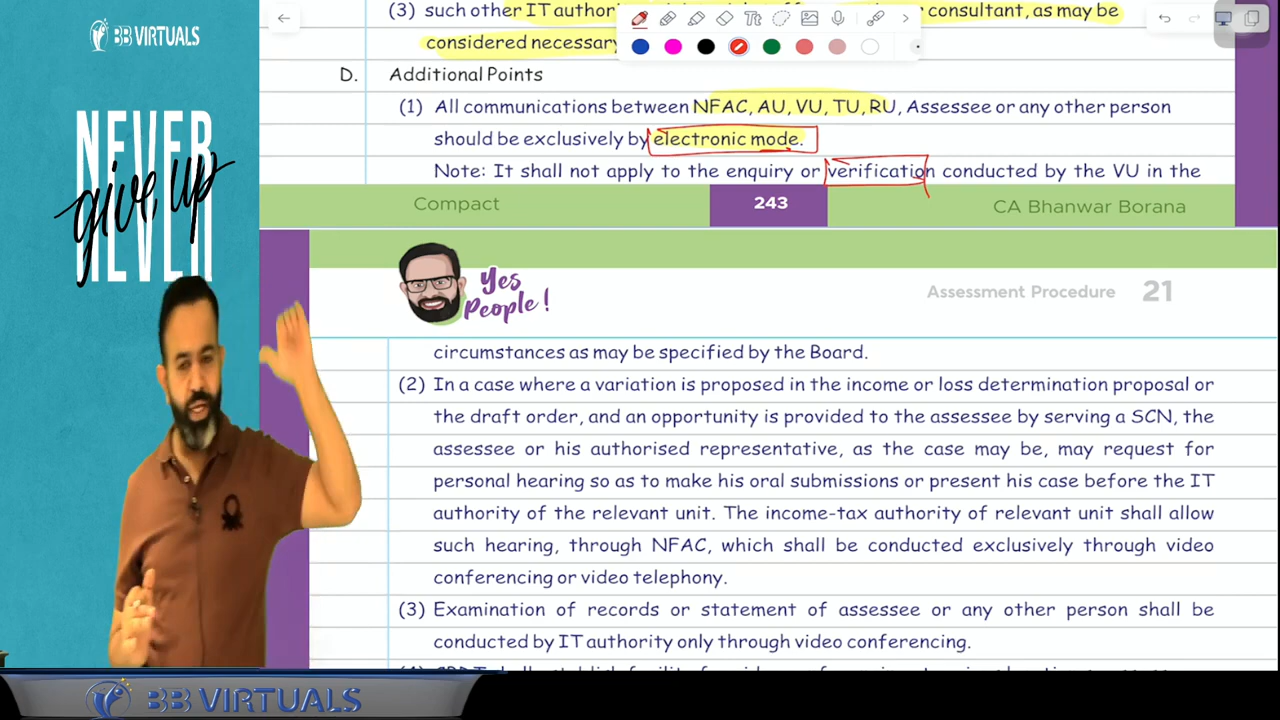 BB VIRTUALS
NEVER
give up
NEVER
(3) such other IT consultant, as may be
considered necessary
D. Additional Points
(1) All communications between NFAC, AU, VU, TU, RU, Assessee or any other person
should be exclusively by electronic mode.
Note: It shall not apply to the enquiry or verification conducted by the VU in the
Compact 243 CA Bhanwar Borana
Yes
People!
Assessment Procedure 21
circumstances as may be specified by the Board.
(2) In a case where a variation is proposed in the income or loss determination proposal or
the draft order, and an opportunity is provided to the assessee by serving a SCN, the
assessee or his authorised representative, as the case may be, may request for
personal hearing so as to make his oral submissions or present his case before the IT
authority of the relevant unit. The income-tax authority of relevant unit shall allow
such hearing, through NFAC, which shall be conducted exclusively through video
conferencing or video telephony.
(3) Examination of records or statement of assessee or any other person shall be
conducted by IT authority only through video conferencing.
BB VIRTUALS